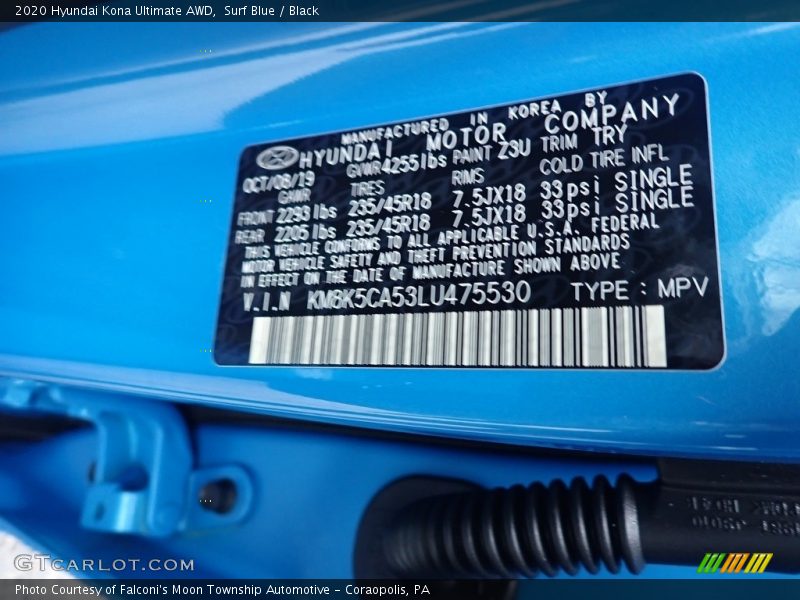 2020 Hyundai Kona Ultimate AWD,  Surf Blue / Black
MANUFACTURED IN KOREA BY
HYUNDAI MOTOR COMPANY
OCT/08/19 GVWR 4255lbs PAINT Z3U TRIM TRY
GAWR TIRES RIMS COLD TIRE INFL
FRONT 2293 lbs 235/45R18 7.5JX18 33psi SINGLE
REAR 2205 lbs 235/45R18 7.5JX18 33psi SINGLE
THIS VEHICLE CONFORMS TO ALL APPLICABLE U.S.A. FEDERAL
MOTOR VEHICLE SAFETY AND THEFT PREVENTION STANDARDS
IN EFFECT ON THE DATE OF MANUFACTURE SHOWN ABOVE
V.I.N KM8K5CA53LU475530 TYPE : MPV
GTCARLOT.COM
Photo Courtesy of Falconi's Moon Township Automotive - Coraopolis, PA